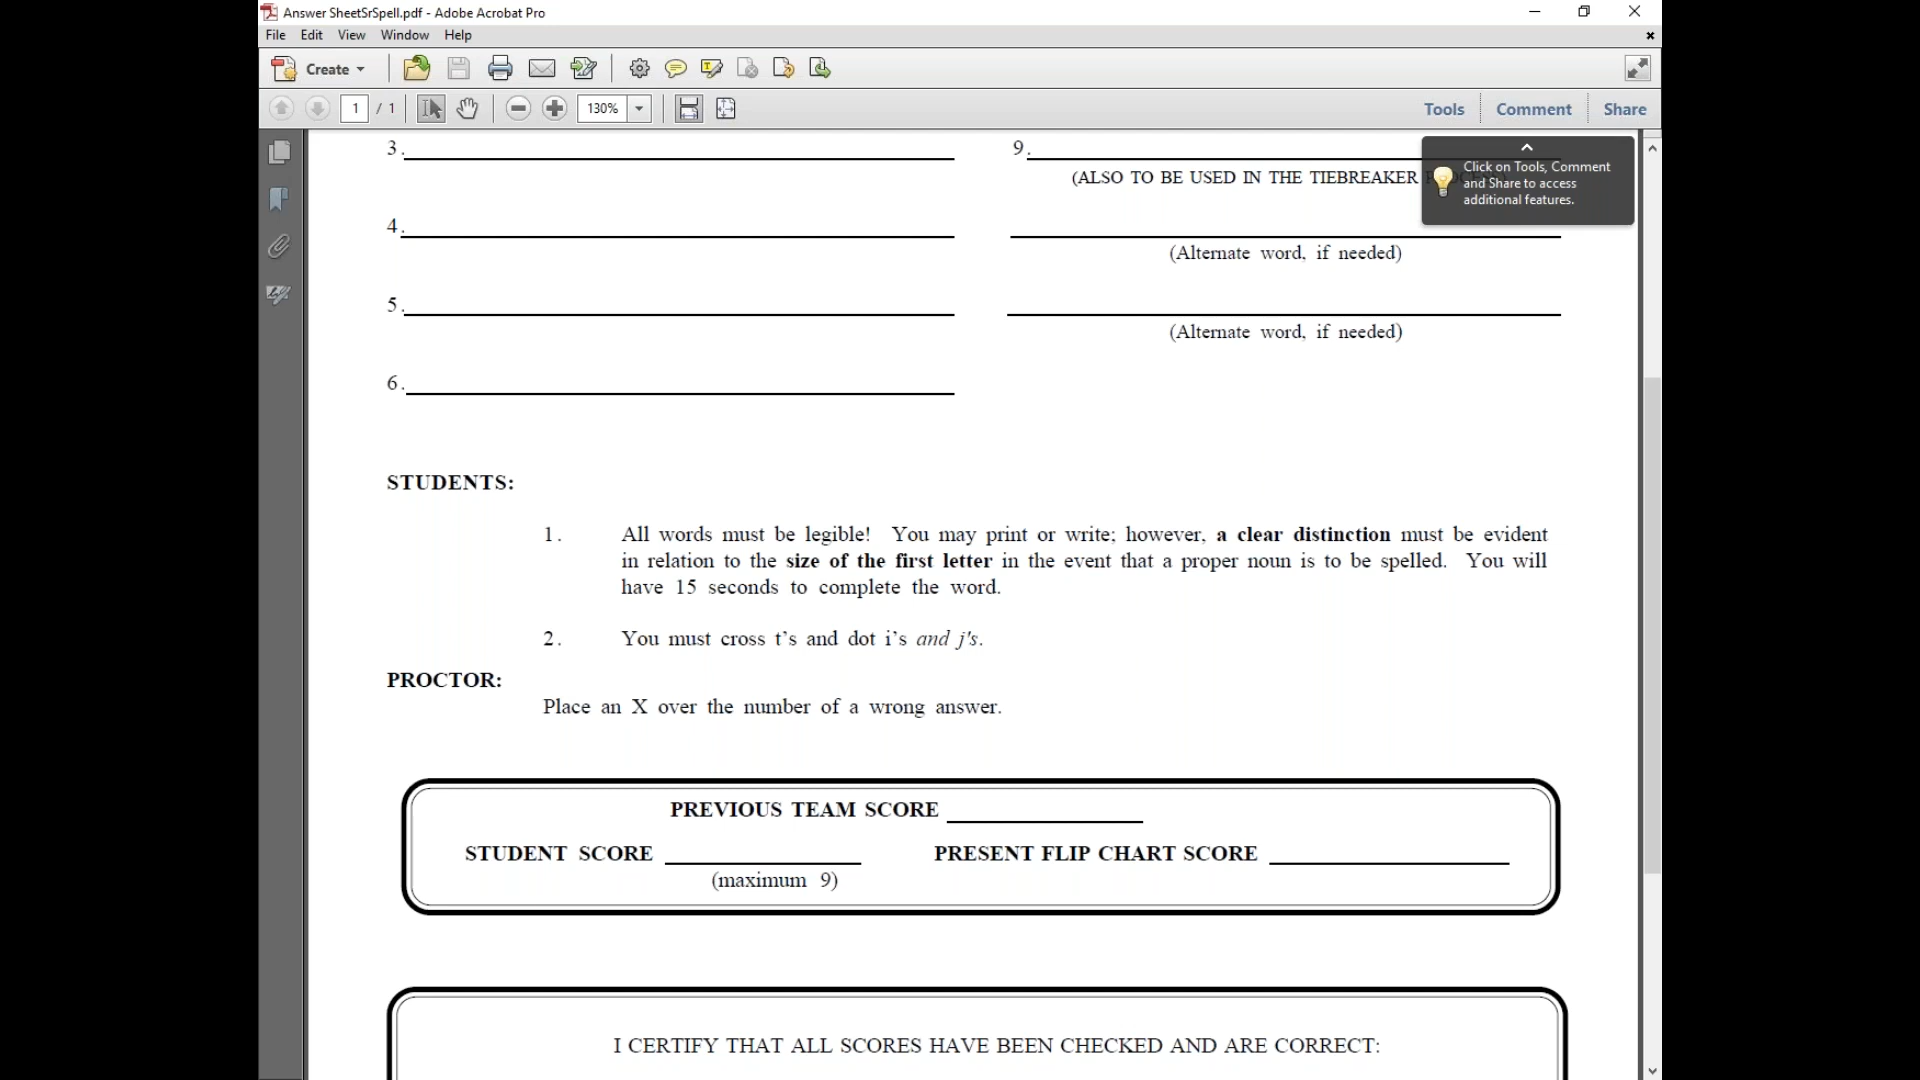 Answer SheetSrSpell.pdf - Adobe Acrobat Pro
File Edit View Window Help
Create
1 / 1 130% Tools Comment Share
Click on Tools, Comment
and Share to access
additional features.
3. 9.
(ALSO TO BE USED IN THE TIEBREAKER
4.
(Alternate word, if needed)
5.
(Alternate word, if needed)
6.
STUDENTS:
1. All words must be legible! You may print or write; however, a clear distinction must be evident
in relation to the size of the first letter in the event that a proper noun is to be spelled. You will
have 15 seconds to complete the word.
2. You must cross t's and dot i's and j's.
PROCTOR:
Place an X over the number of a wrong answer.
PREVIOUS TEAM SCORE
STUDENT SCORE PRESENT FLIP CHART SCORE
(maximum 9)
I CERTIFY THAT ALL SCORES HAVE BEEN CHECKED AND ARE CORRECT: